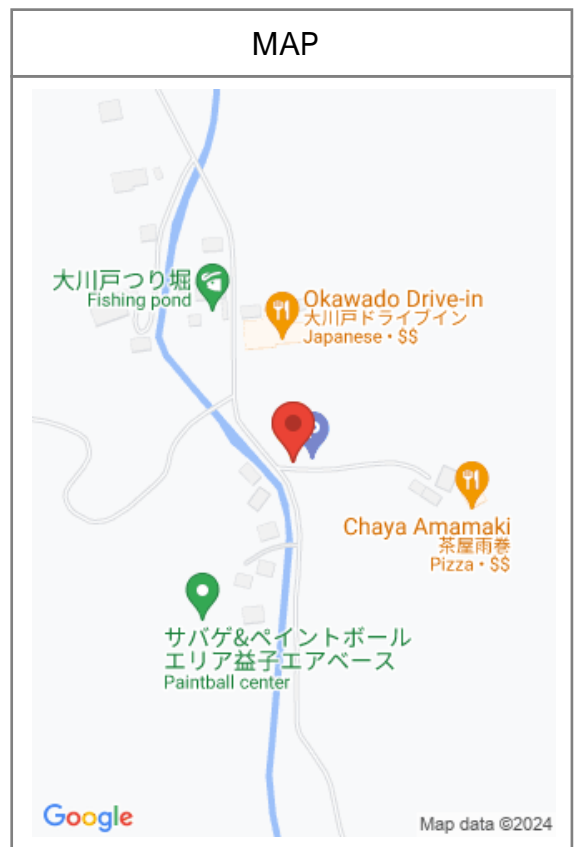 MAP
大川戸つり堀
Fishing pond
Okawado Drive-in
大川戸ドライブイン
Japanese • $$
Chaya Amamaki
茶屋雨巻
Pizza • $$
サバゲ&ペイントボール
エリア益子エアベース
Paintball center
Google
Map data ©2024